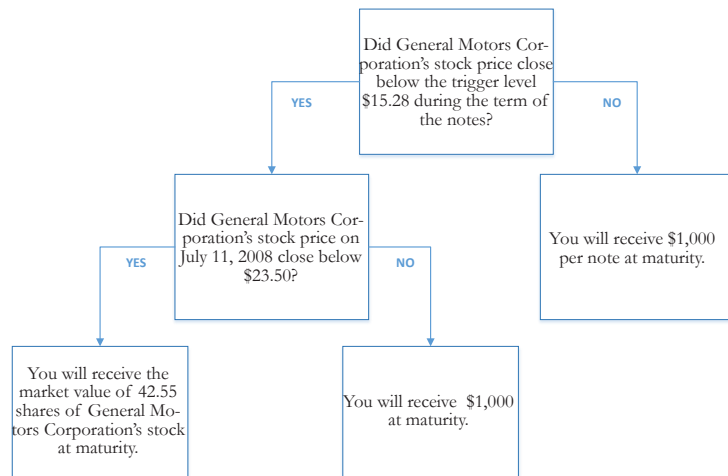 Did General Motors Cor-
poration's stock price close
below the trigger level
$15.28 during the term of
the notes?
YES
NO
Did General Motors Cor-
poration's stock price on
July 11, 2008 close below
$23.50?
You will receive $1,000
per note at maturity.
YES
NO
You will receive the
market value of 42.55
shares of General Mo-
tors Corporation's stock
at maturity.
You will receive $1,000
at maturity.